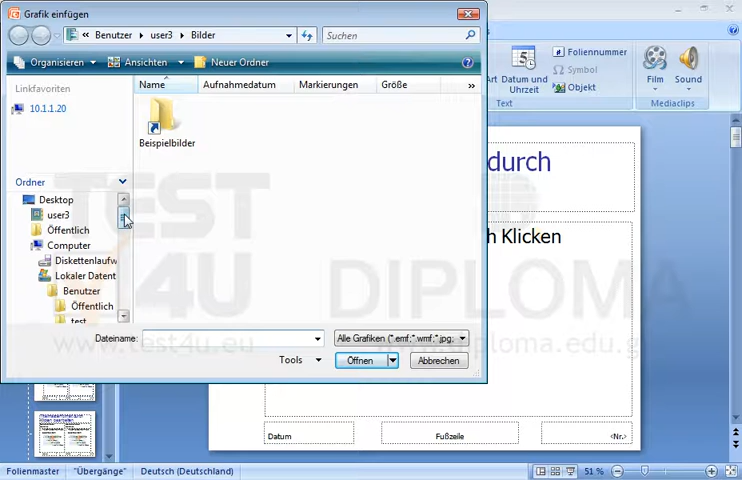 Grafik einfügen
« Benutzer ▸ user3 ▸ Bilder
Suchen
Organisieren
Ansichten
Neuer Ordner
Linkfavoriten
10.1.1.20
Name
Aufnahmedatum
Markierungen
Größe
»
Beispielbilder
Ordner
Desktop
user3
Öffentlich
Computer
Diskettenlaufw
Lokaler Datent
Benutzer
Öffentlich
test
Dateiname:
Alle Grafiken (*.emf;*.wmf;*.jpg;
Tools
Öffnen
Abbrechen
Art
Datum und
Uhrzeit
Foliennummer
Symbol
Objekt
Text
Film
Sound
Mediaclips
durch
h Klicken
Datum
Fußzeile
‹Nr.›
TEST
4U
DIPLOMA
www.test4u.eu
www.diploma.edu.g
Folienmaster
"Übergänge"
Deutsch (Deutschland)
51 %